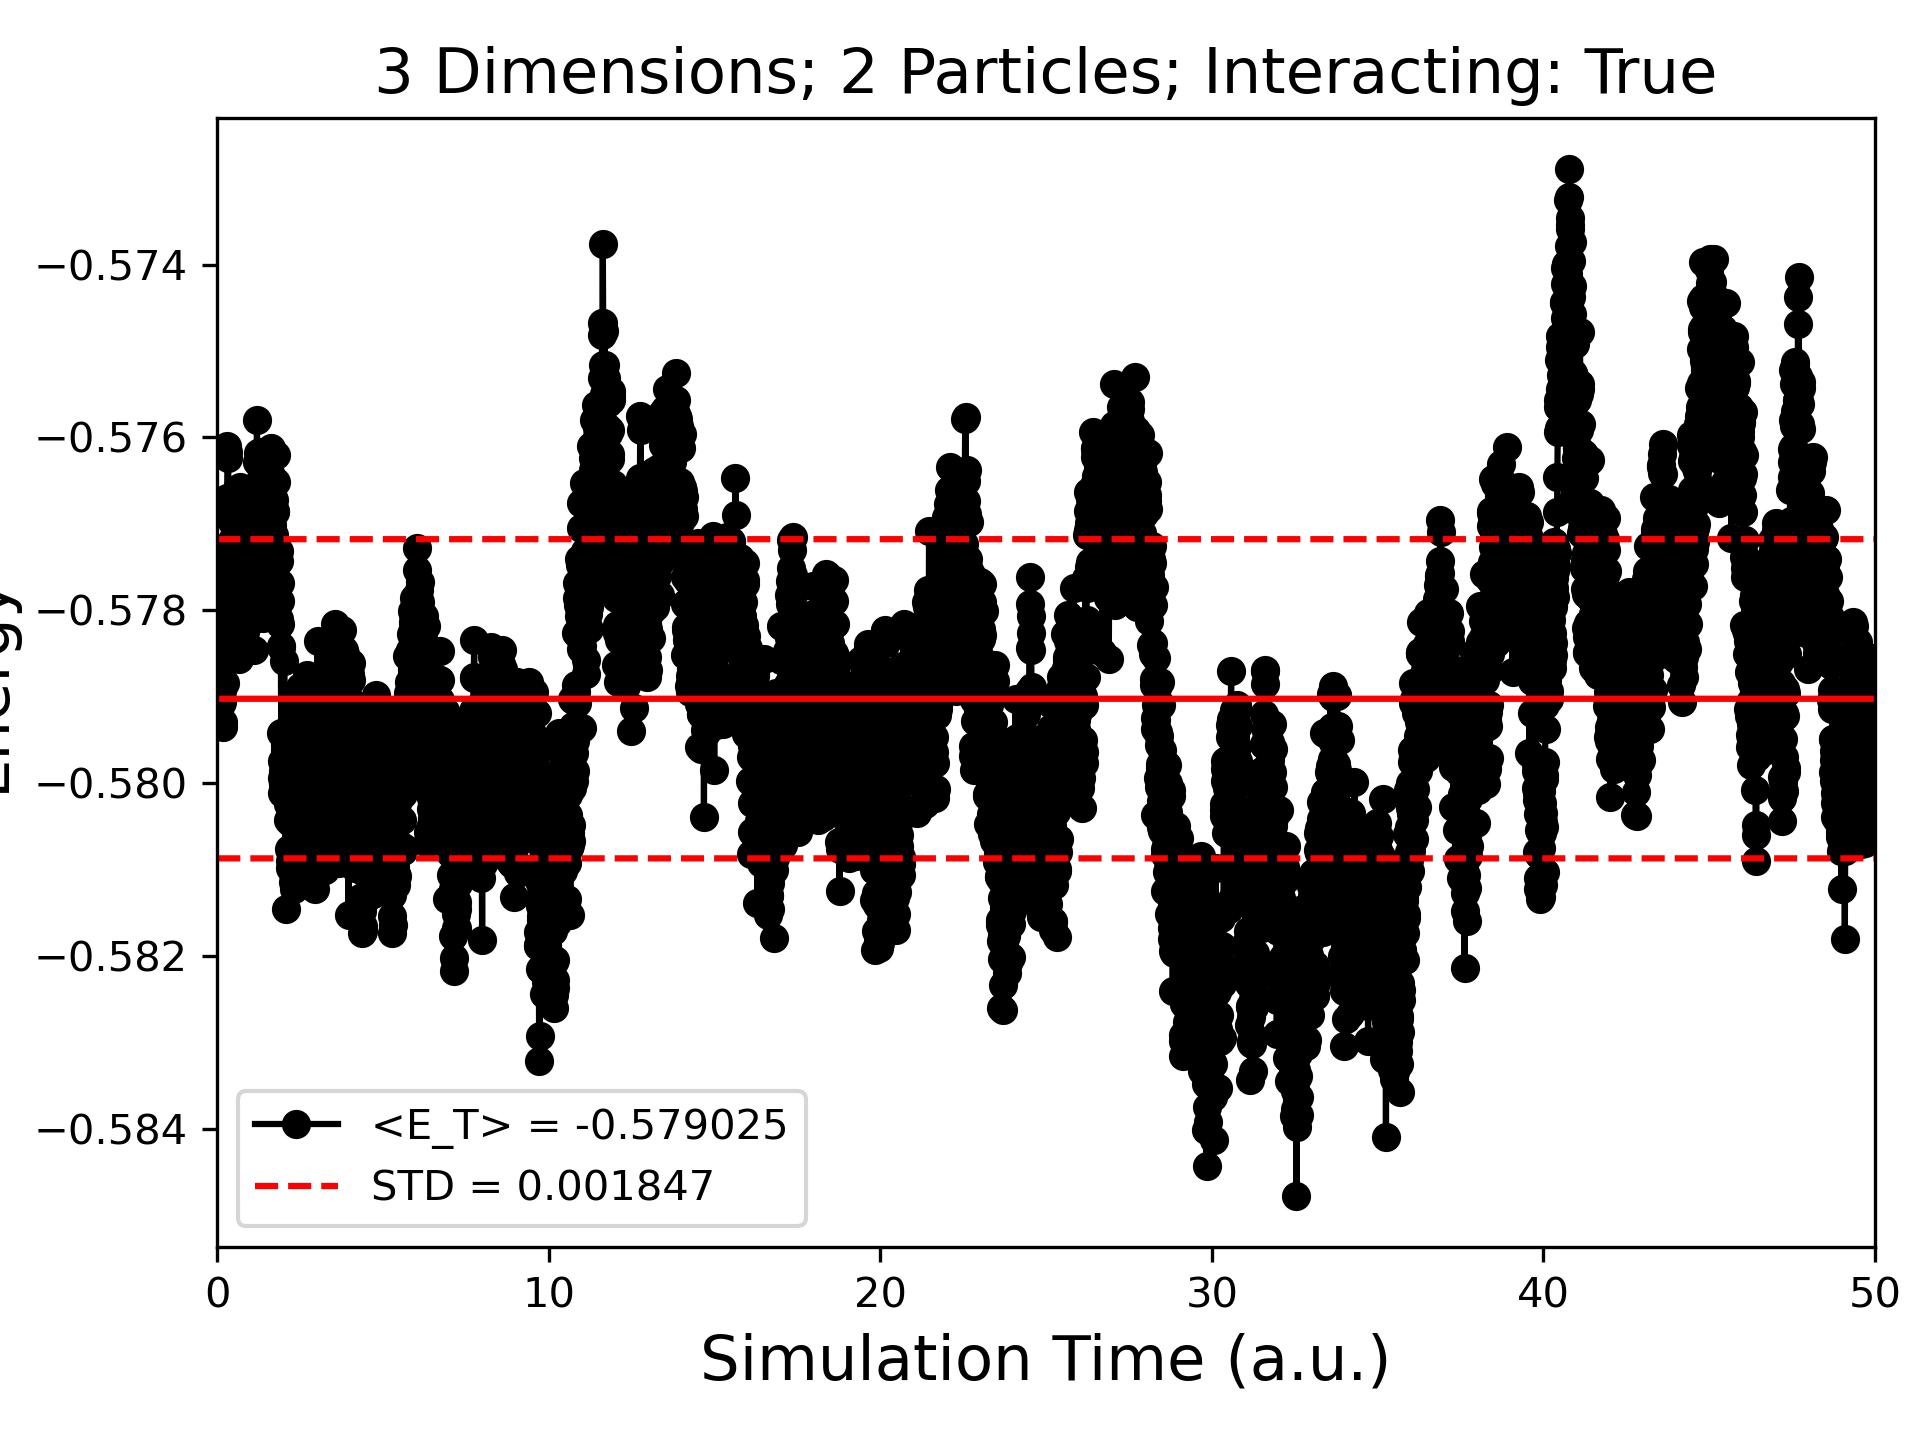 3 Dimensions; 2 Particles; Interacting: True
−0.574
−0.576
−0.578
−0.580
−0.582
−0.584
<E_T> = -0.579025
STD = 0.001847
0 10 20 30 40 50
Simulation Time (a.u.)